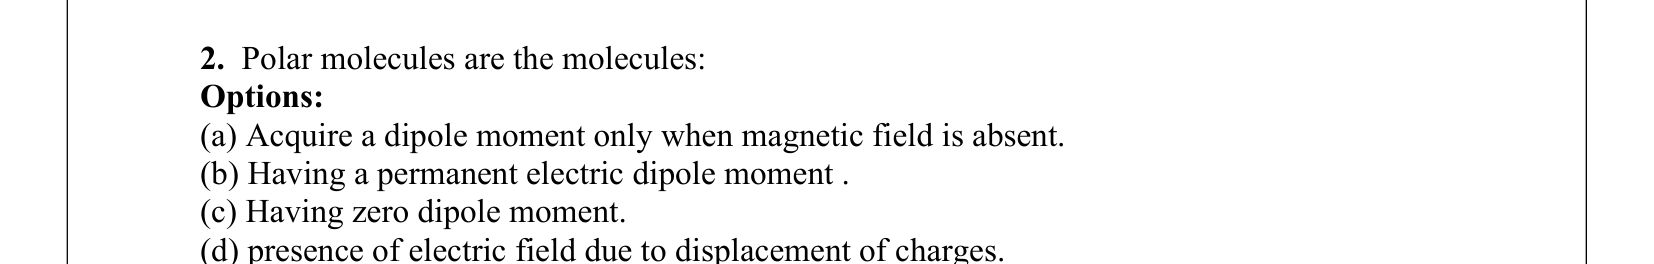 2. Polar molecules are the molecules:
Options:
(a) Acquire a dipole moment only when magnetic field is absent.
(b) Having a permanent electric dipole moment .
(c) Having zero dipole moment.
(d) presence of electric field due to displacement of charges.